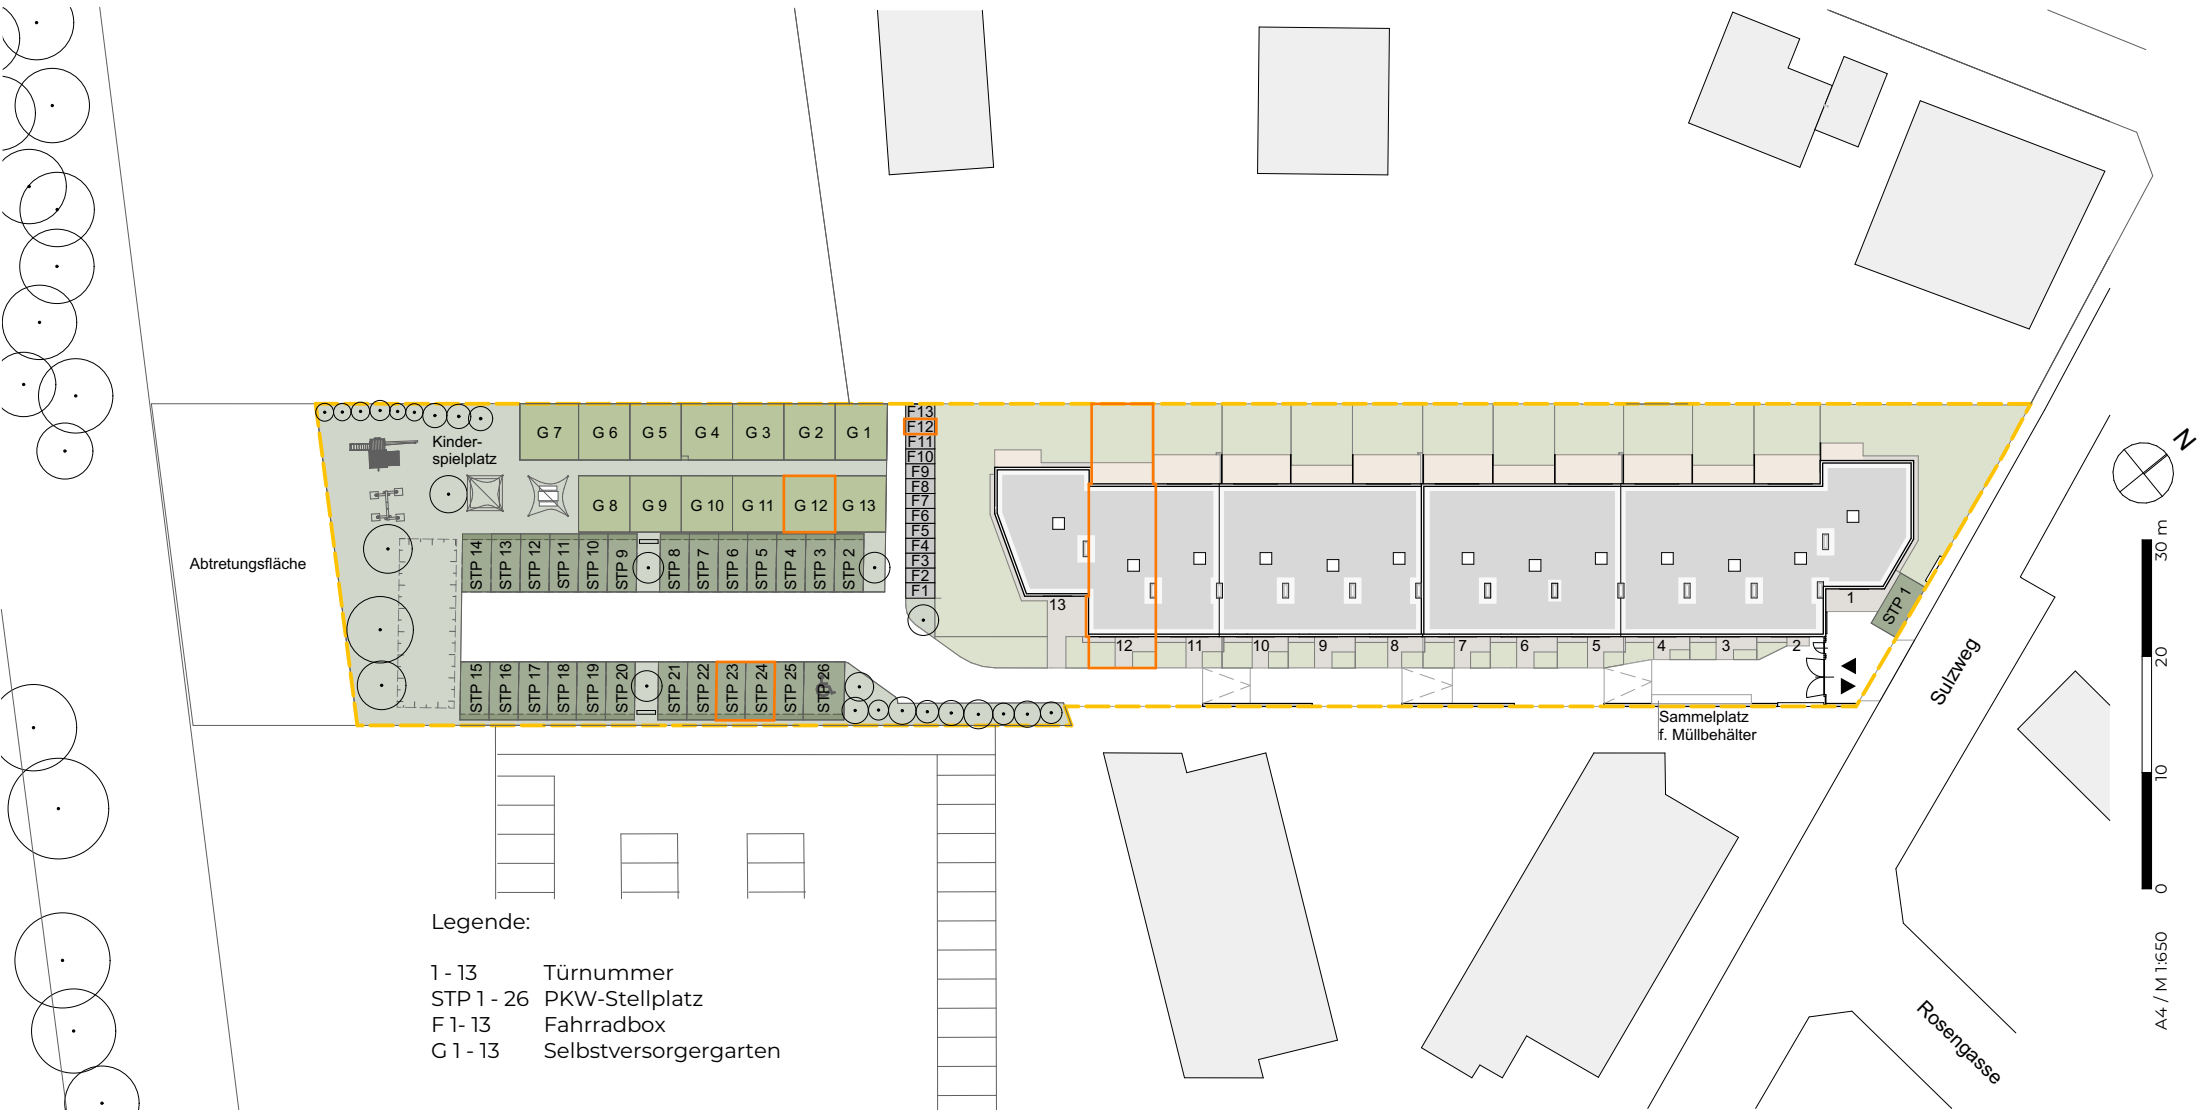 N
F13
F12
F11
F10
F9
F8
F7
F6
F5
F4
F3
F2
F1
Kinder-
spielplatz
G 7
G 6
G 5
G 4
G 3
G 2
G 1
G 8
G 9
G 10
G 11
G 12
G 13
STP 14
STP 13
STP 12
STP 11
STP 10
STP 9
STP 8
STP 7
STP 6
STP 5
STP 4
STP 3
STP 2
Abtretungsfläche
STP 15
STP 16
STP 17
STP 18
STP 19
STP 20
STP 21
STP 22
STP 23
STP 24
STP 25
STP 26
13
12
11
10
9
8
7
6
5
4
3
2
1
STP 1
Sammelplatz
f. Müllbehälter
Sulzweg
Rosengasse
30 m
20
10
0
A4 / M 1:650
Legende:
1 - 13 Türnummer
STP 1 - 26 PKW-Stellplatz
F 1- 13 Fahrradbox
G 1 - 13 Selbstversorgergarten